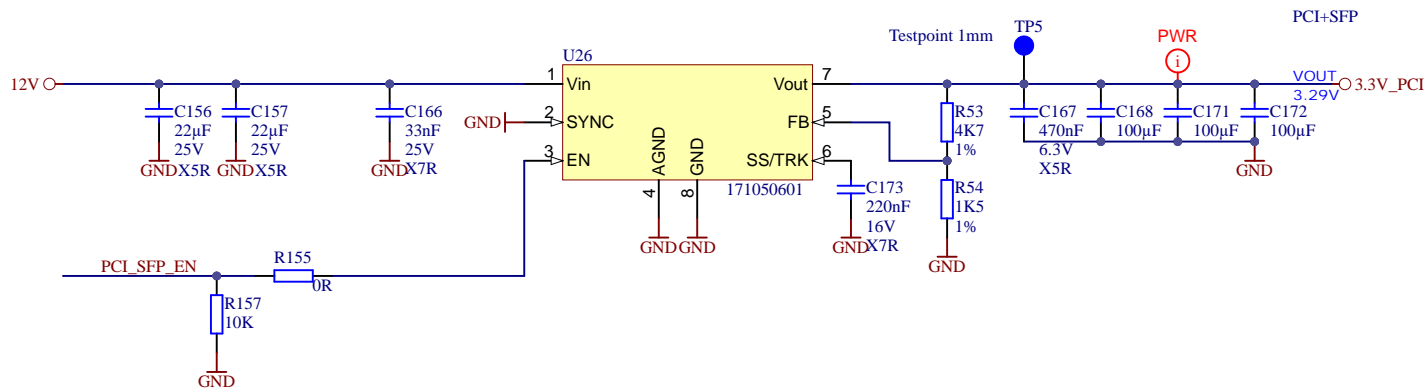 PCI+SFP
Testpoint 1mm
TP5
PWR
i
U26
12V
1
Vin
Vout
7
VOUT
3.3V_PCI
3.29V
C156
22µF
25V
X5R
GND
C157
22µF
25V
X5R
GND
C166
33nF
25V
X7R
GND
GND
2
SYNC
FB
5
3
EN
SS/TRK
6
AGND
GND
4
8
171050601
GND
GND
C173
220nF
16V
X7R
GND
R53
4K7
1%
R54
1K5
1%
GND
C167
470nF
6.3V
X5R
C168
100µF
C171
100µF
C172
100µF
GND
PCI_SFP_EN
R155
0R
R157
10K
GND